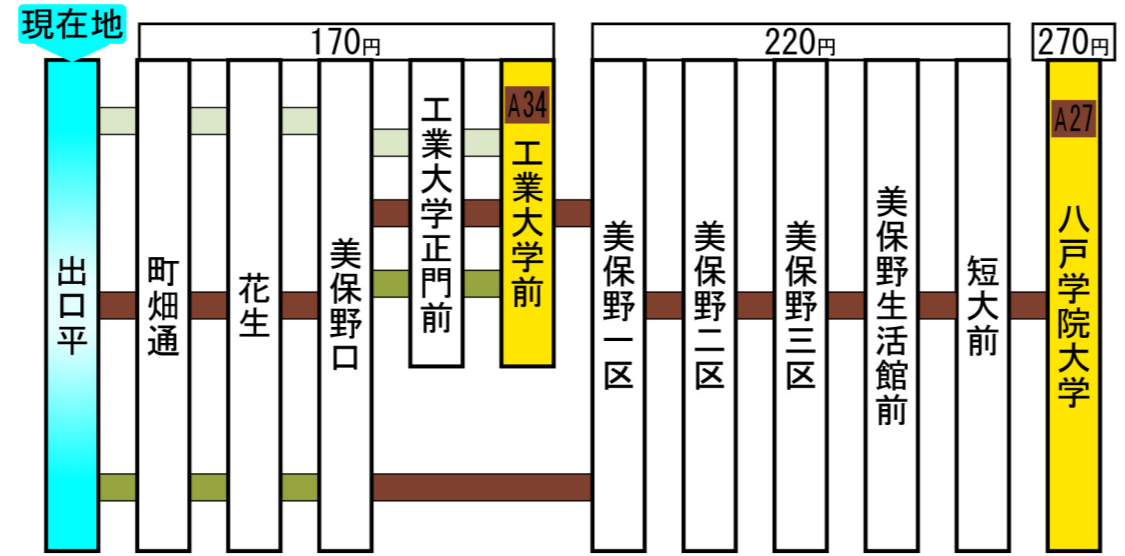 現在地
170円
220円
270円
出口平
町畑通
花生
美保野口
工業大学正門前
A34
工業大学前
美保野一区
美保野二区
美保野三区
美保野生活館前
短大前
A27
八戸学院大学